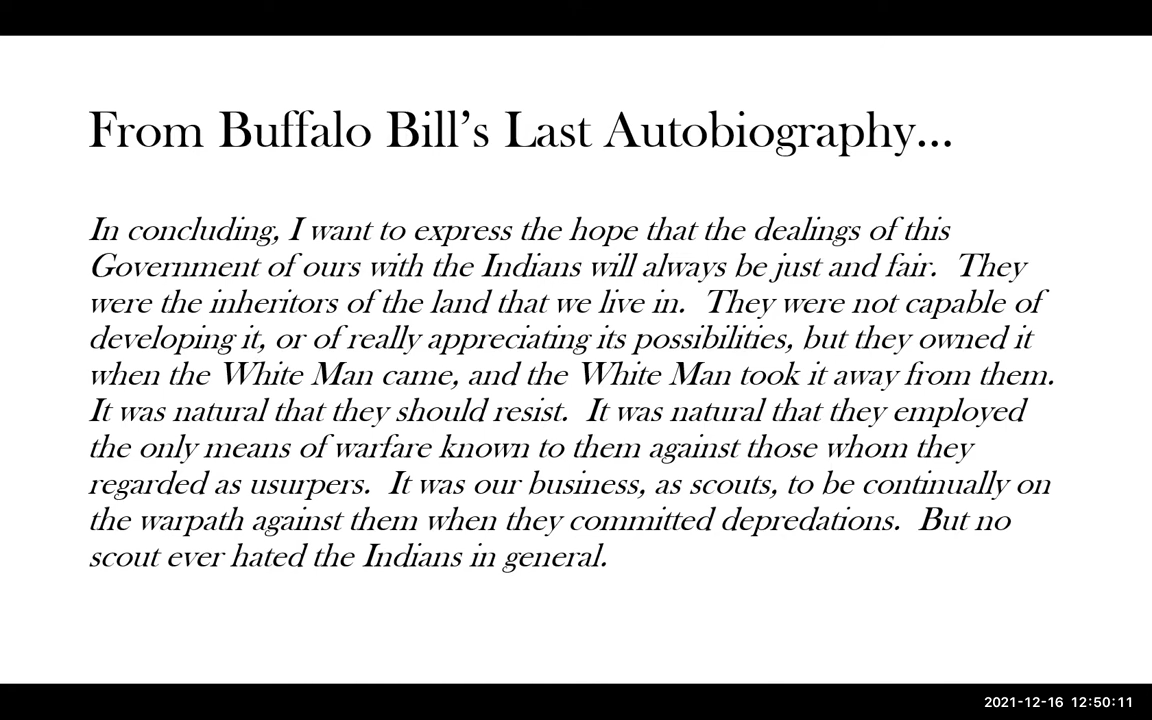 From Buffalo Bill’s Last Autobiography...
In concluding, I want to express the hope that the dealings of this
Government of ours with the Indians will always be just and fair.  They
were the inheritors of the land that we live in.  They were not capable of
developing it, or of really appreciating its possibilities, but they owned it
when the White Man came, and the White Man took it away from them.
It was natural that they should resist.  It was natural that they employed
the only means of warfare known to them against those whom they
regarded as usurpers.  It was our business, as scouts, to be continually on
the warpath against them when they committed depredations.  But no
scout ever hated the Indians in general.
2021-12-16 12:50:11